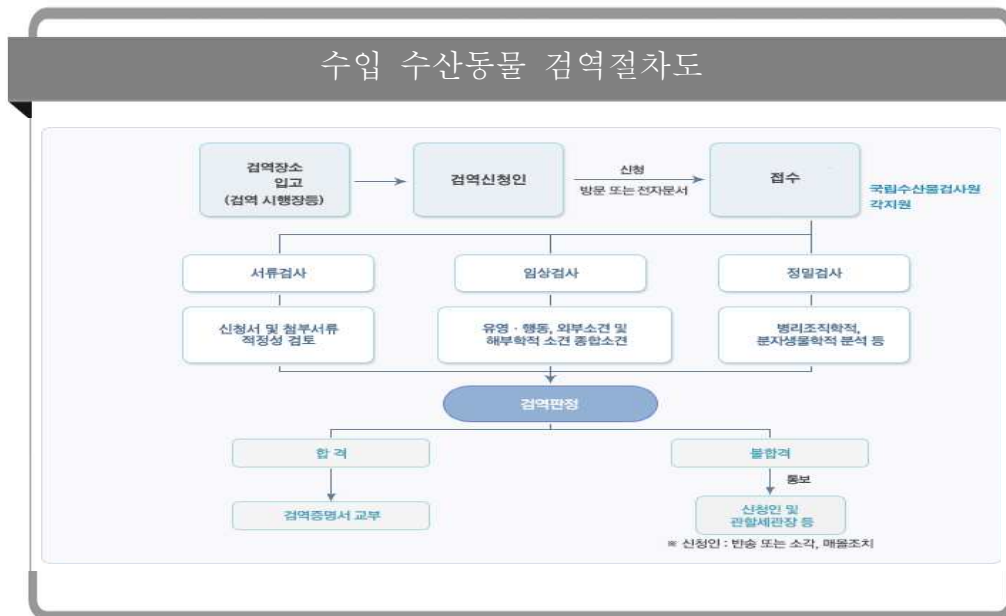 수입 수산동물 검역절차도
검역장소
입고
(검역 시행장등)
검역신청인
신청
방문 또는 전자문서
접수
국립수산물검사원
각지원
서류검사
임상검사
정밀검사
신청서 및 첨부서류
적정성 검토
유영 · 행동, 외부소견 및
해부학적 소견 종합소견
병리조직학적,
분자생물학적 분석 등
검역판정
합 격
불합격
통보
검역증명서 교부
신청인 및
관할세관장 등
※ 신청인 : 반송 또는 소각, 매몰조치